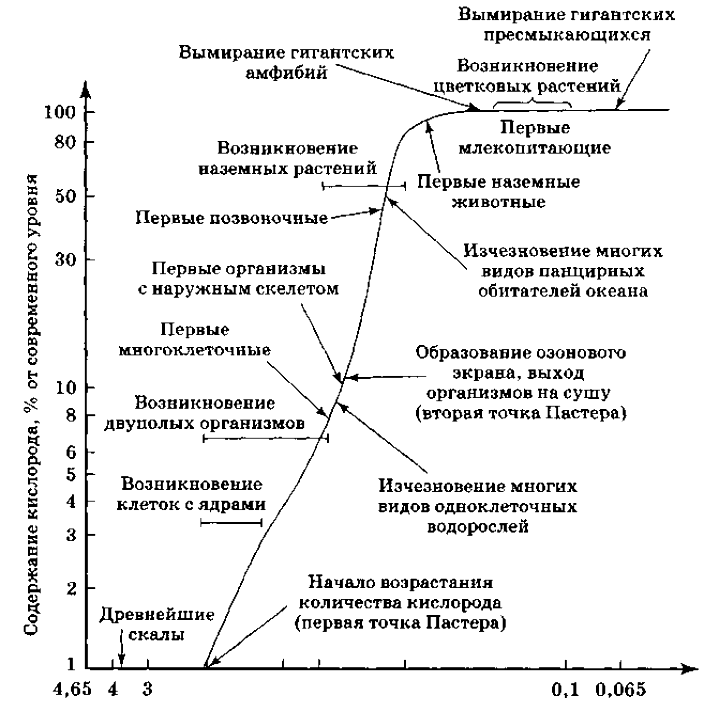 Вымирание гигантских
пресмыкающихся
Вымирание гигантских
амфибий
Возникновение
цветковых растений
Первые
млекопитающие
Возникновение
наземных растений
Первые наземные
животные
Первые позвоночные
Изчезновение многих
видов панцирных
обитателей океана
Первые организмы
с наружным скелетом
Первые
многоклеточные
Образование озонового
экрана, выход
организмов на сушу
(вторая точка Пастера)
Возникновение
двуполых организмов
Возникновение
клеток с ядрами
Изчезновение многих
видов одноклеточных
водорослей
Начало возрастания
количества кислорода
(первая точка Пастера)
Древнейшие
скалы
Содержание кислорода, % от современного уровня
100
80
50
30
10
8
6
5
4
3
2
1
4,65 4 3 0,1 0,065